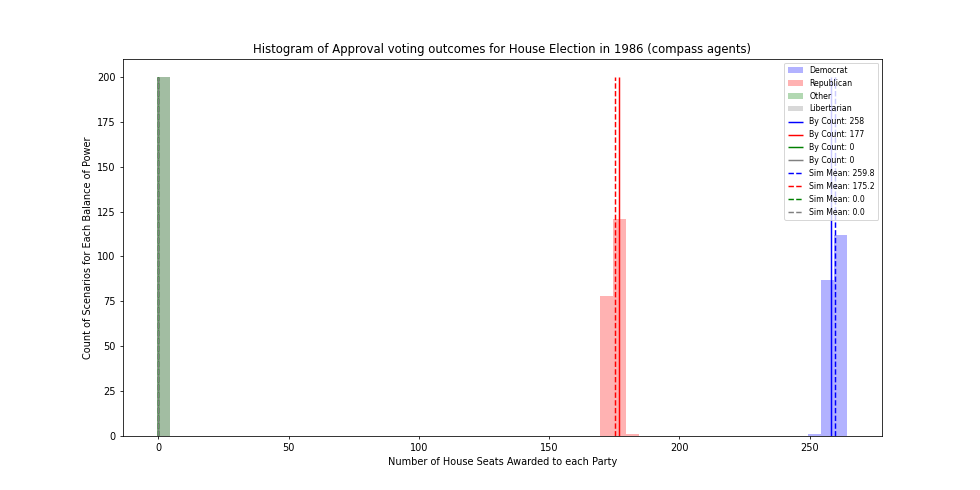 Histogram of Approval voting outcomes for House Election in 1986 (compass agents)
Democrat
Republican
Other
Libertarian
By Count: 258
By Count: 177
By Count: 0
By Count: 0
Sim Mean: 259.8
Sim Mean: 175.2
Sim Mean: 0.0
Sim Mean: 0.0
Count of Scenarios for Each Balance of Power
200
175
150
125
100
75
50
25
0
0
50
100
150
200
250
Number of House Seats Awarded to each Party